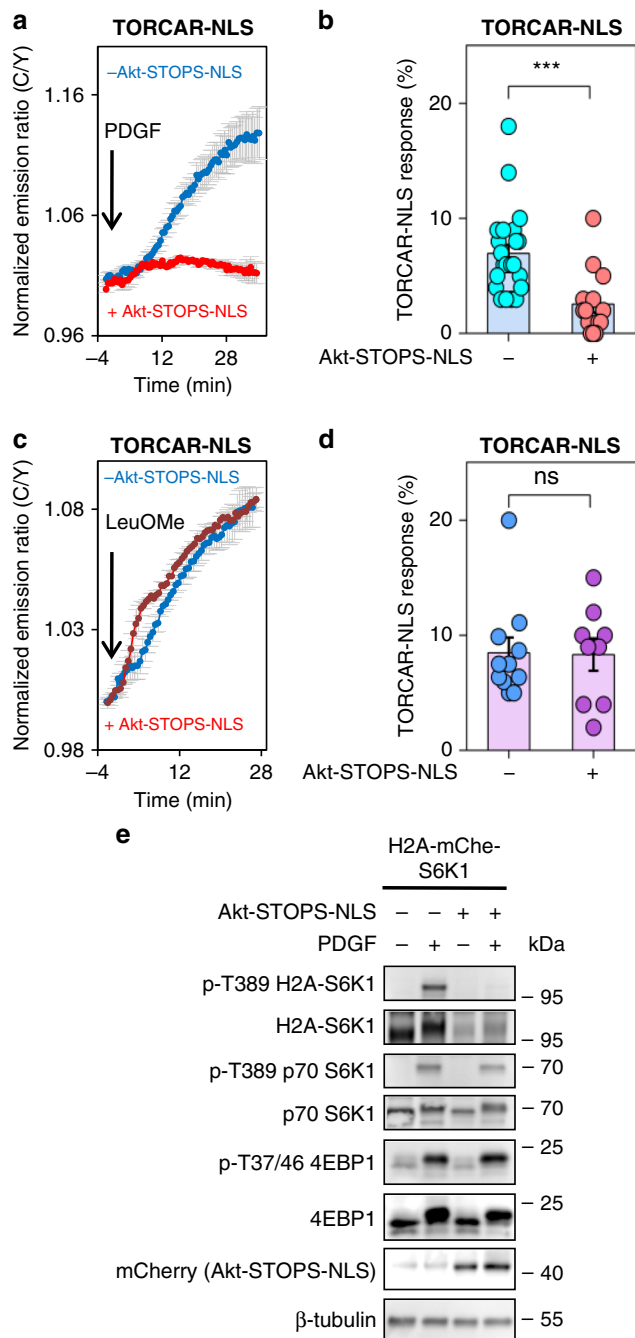 a
TORCAR-NLS
–Akt-STOPS-NLS
PDGF
+ Akt-STOPS-NLS
Normalized emission ratio (C/Y)
1.16
1.06
0.96
–4 12 28
Time (min)
b
TORCAR-NLS
***
TORCAR-NLS response (%)
20
10
0
Akt-STOPS-NLS – +
c
TORCAR-NLS
–Akt-STOPS-NLS
LeuOMe
+ Akt-STOPS-NLS
Normalized emission ratio (C/Y)
1.08
1.03
0.98
–4 12 28
Time (min)
d
TORCAR-NLS
ns
TORCAR-NLS response (%)
20
10
0
Akt-STOPS-NLS – +
e
H2A-mChe-
S6K1
Akt-STOPS-NLS – – + +
PDGF – + – + kDa
p-T389 H2A-S6K1 – 95
H2A-S6K1 – 95
p-T389 p70 S6K1 – 70
p70 S6K1 – 70
p-T37/46 4EBP1 – 25
4EBP1 – 25
mCherry (Akt-STOPS-NLS) – 40
β-tubulin – 55